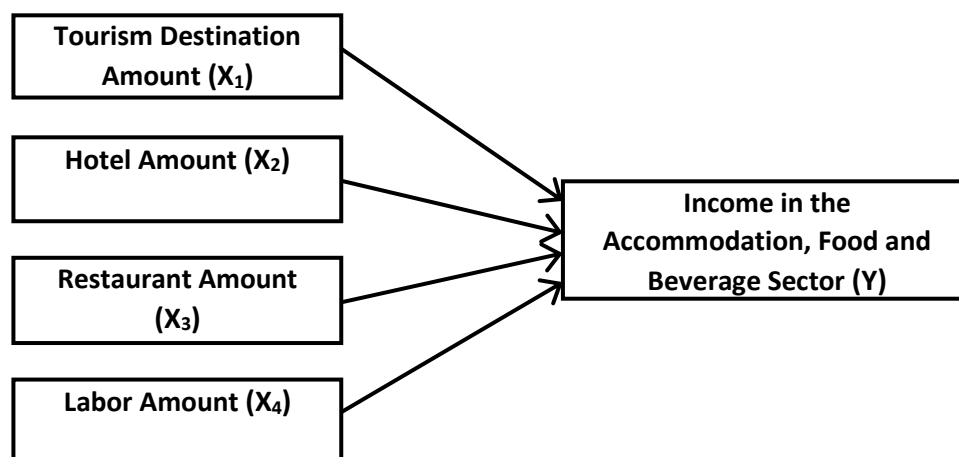 Tourism Destination
Amount (X₁)
Hotel Amount (X₂)
Restaurant Amount
(X₃)
Labor Amount (X₄)
Income in the
Accommodation, Food and
Beverage Sector (Y)